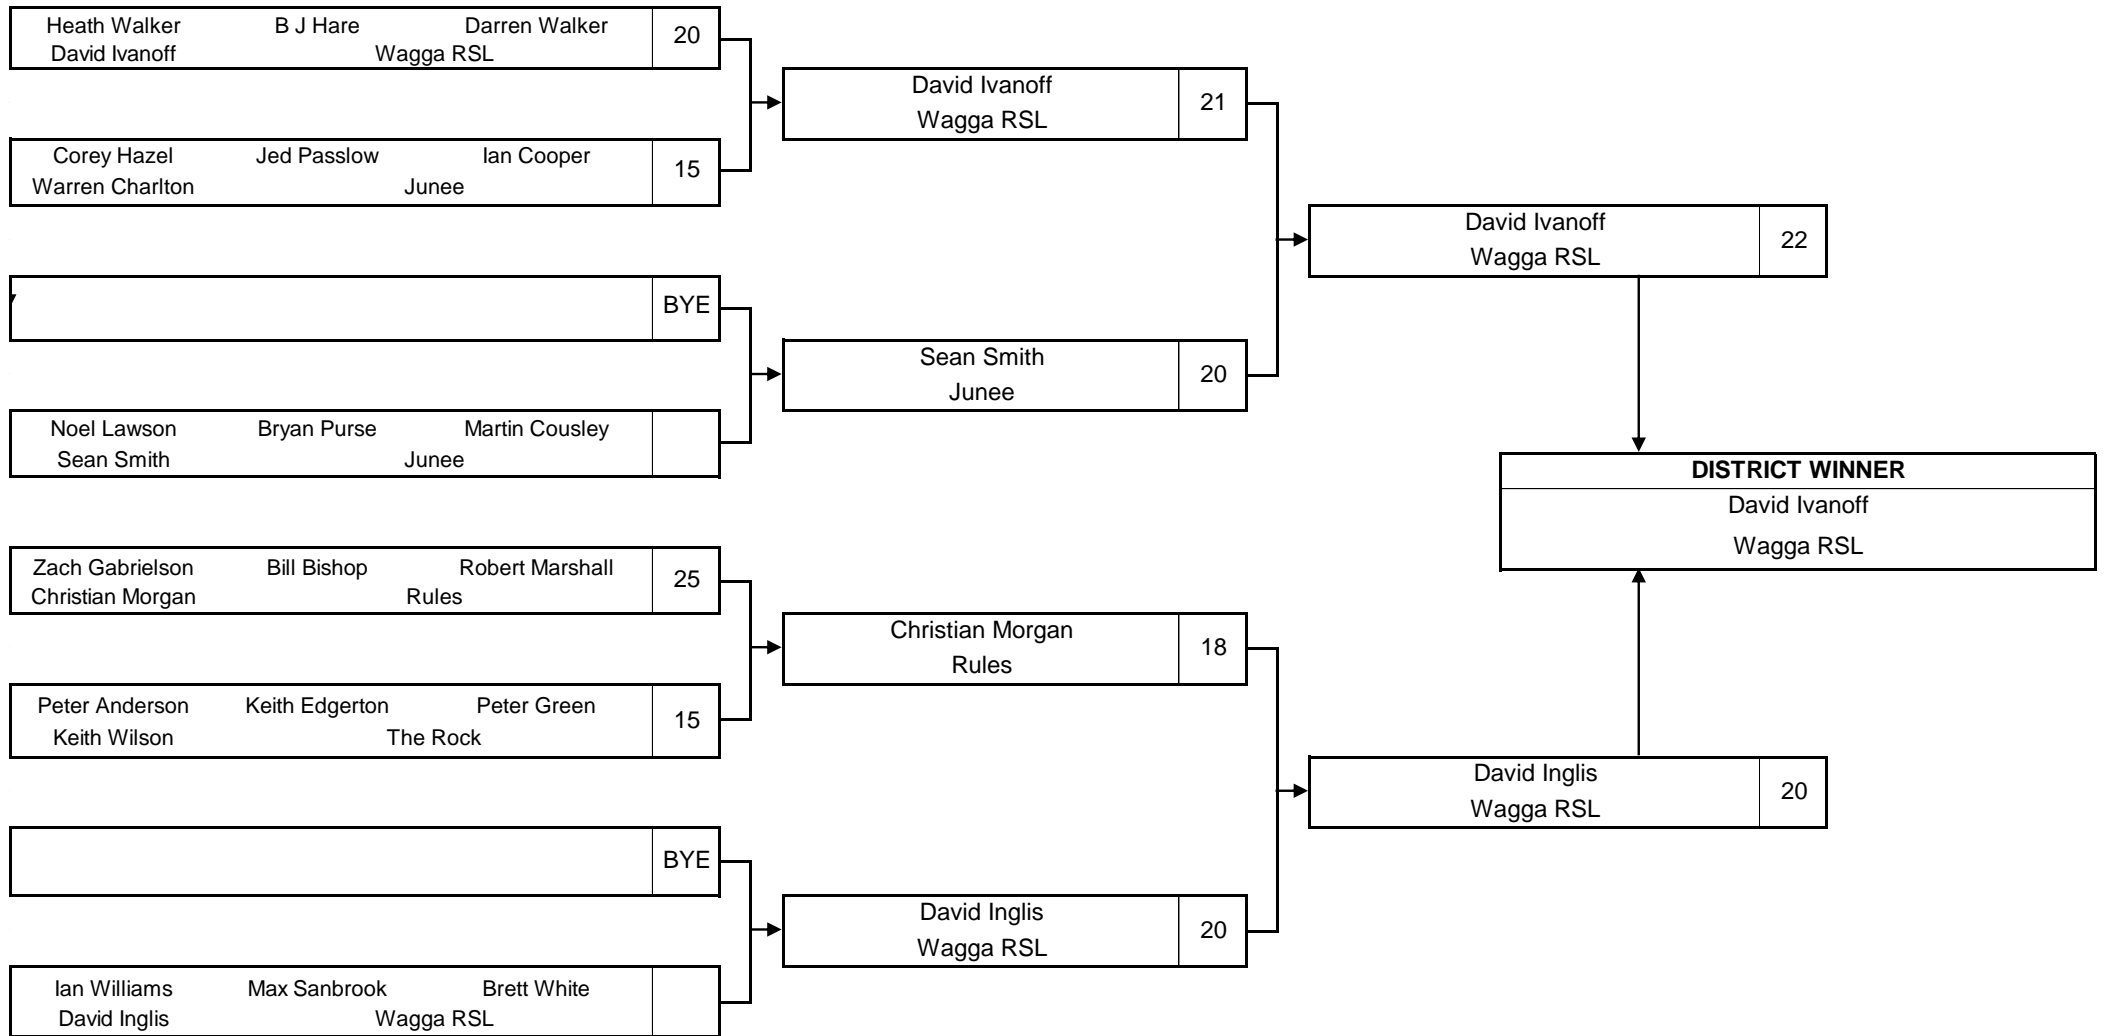 Heath Walker B J Hare Darren Walker 20
David Ivanoff Wagga RSL
David Ivanoff 21
Wagga RSL
Corey Hazel Jed Passlow Ian Cooper 15
Warren Charlton Junee
David Ivanoff 22
Wagga RSL
BYE
Sean Smith 20
Junee
Noel Lawson Bryan Purse Martin Cousley
Sean Smith Junee
DISTRICT WINNER
David Ivanoff
Wagga RSL
Zach Gabrielson Bill Bishop Robert Marshall 25
Christian Morgan Rules
Christian Morgan 18
Rules
Peter Anderson Keith Edgerton Peter Green 15
Keith Wilson The Rock
David Inglis 20
Wagga RSL
BYE
David Inglis 20
Wagga RSL
Ian Williams Max Sanbrook Brett White
David Inglis Wagga RSL